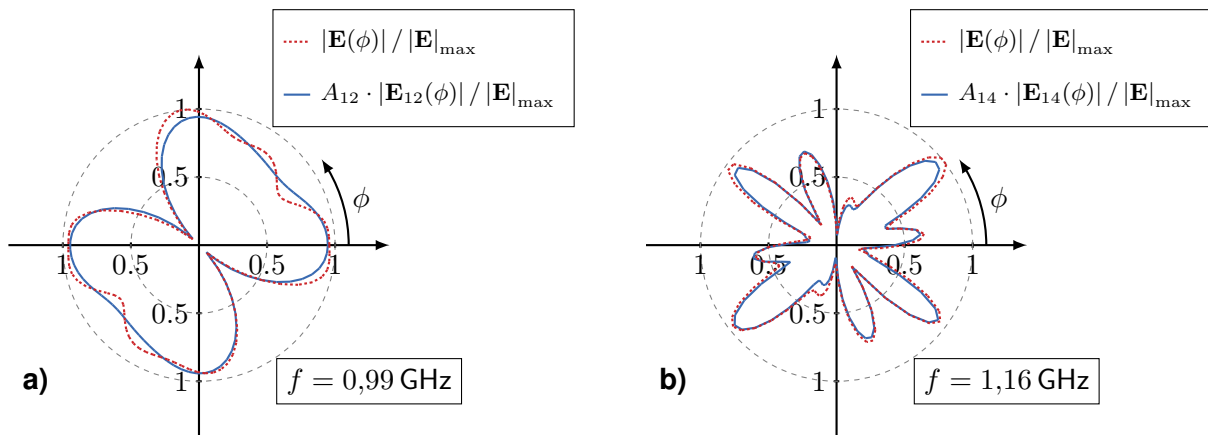 |E(ϕ)| / |E|max
A12 · |E12(ϕ)| / |E|max
1
0.5
ϕ
1
0.5
0.5
1
0.5
1
a)
f = 0,99 GHz
|E(ϕ)| / |E|max
A14 · |E14(ϕ)| / |E|max
1
0.5
ϕ
1
0.5
0.5
1
0.5
1
b)
f = 1,16 GHz